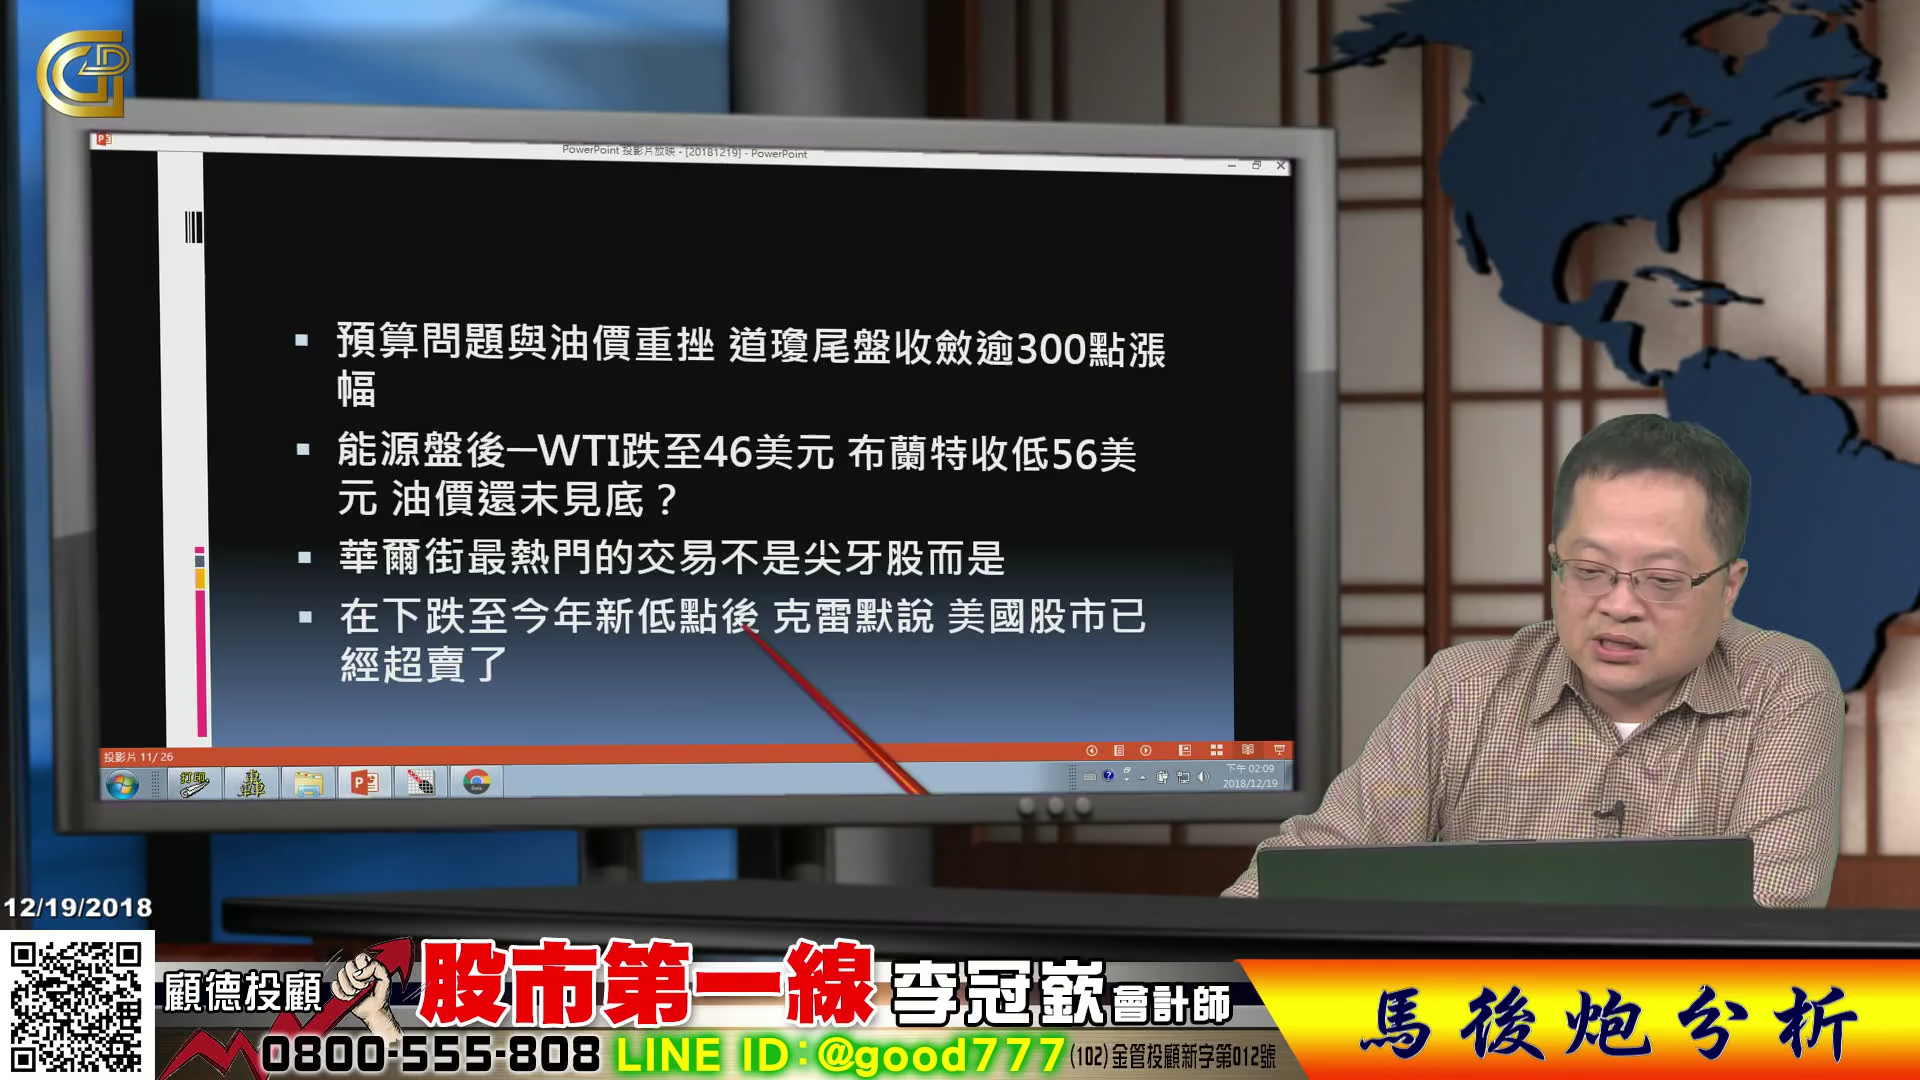 GD
PowerPoint 投影片放映 - [20181219] - PowerPoint
預算問題與油價重挫 道瓊尾盤收斂逾300點漲
幅
能源盤後─WTI跌至46美元 布蘭特收低56美
元 油價還未見底？
華爾街最熱門的交易不是尖牙股而是
在下跌至今年新低點後 克雷默說 美國股市已
經超賣了
投影片 11/ 26
打印
下午 02:09
2018/12/19
12/19/2018
顧德投顧
股市第一線
李冠嶔會計師
0800-555-808
LINE ID:@good777
(102)金管投顧新字第012號
馬後炮分析